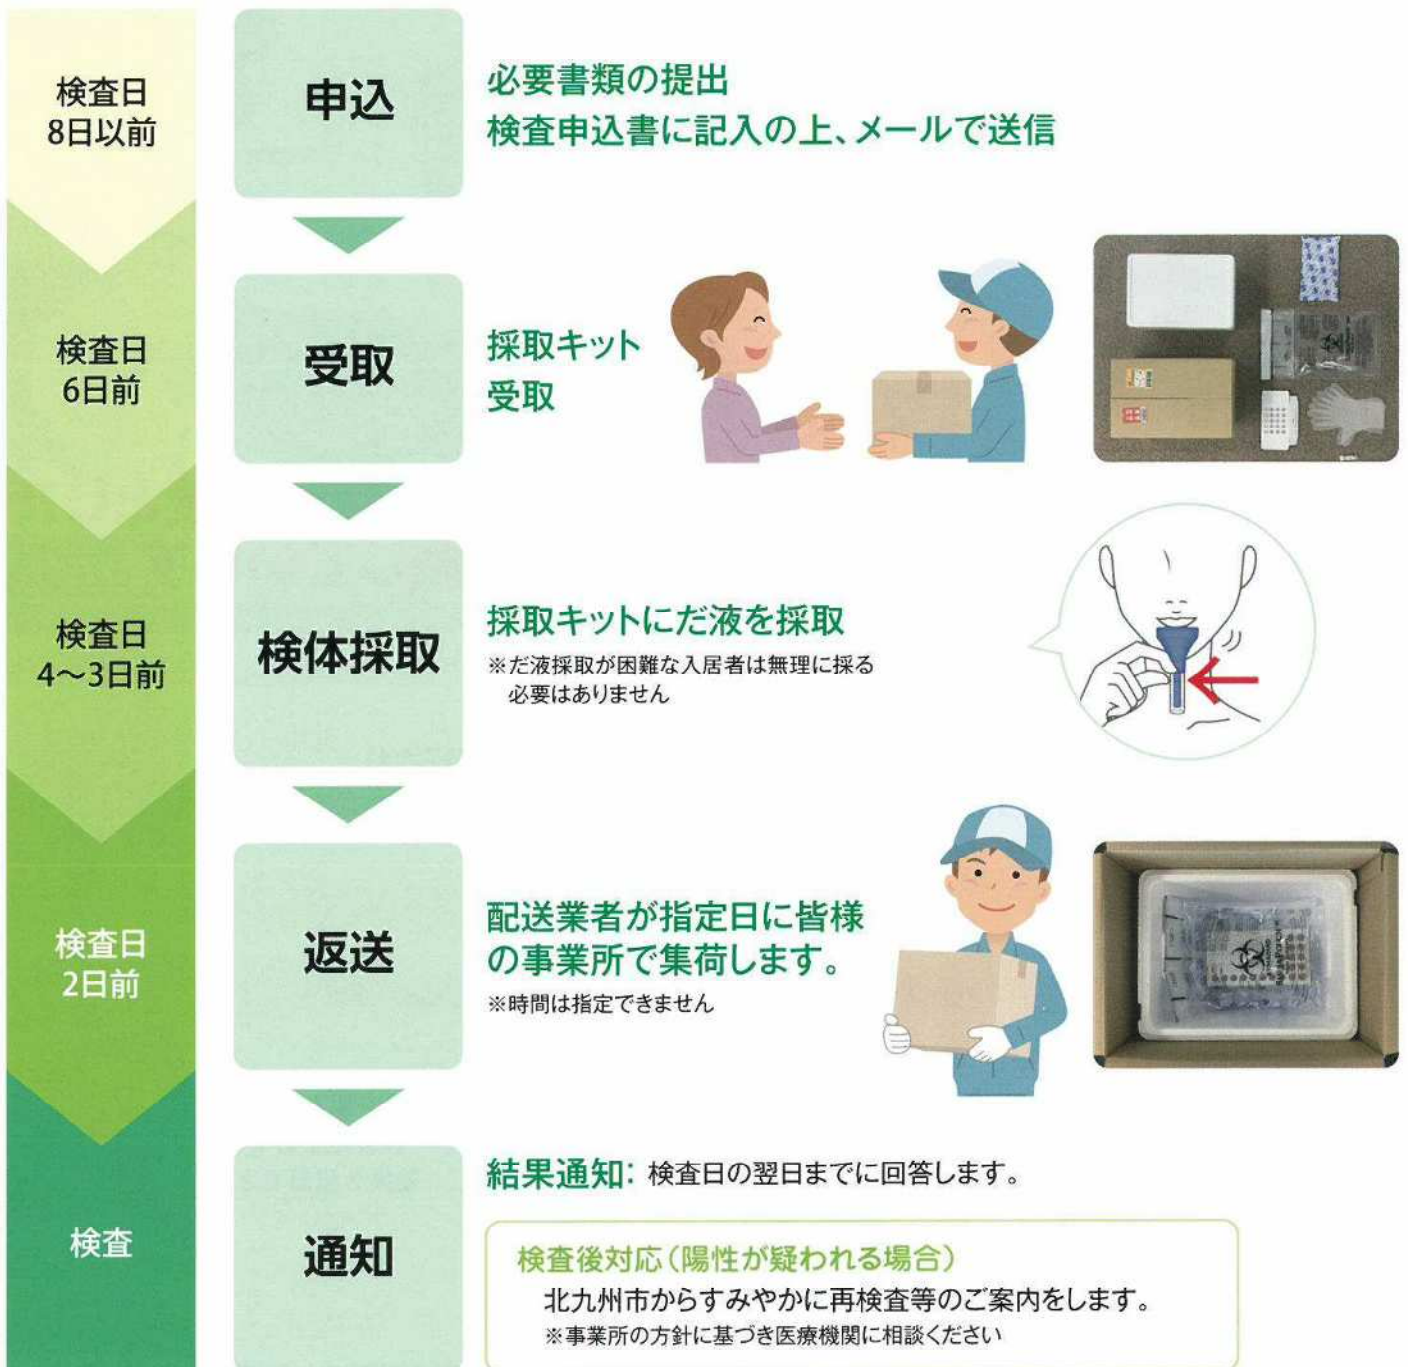 検査日
8日以前
申込
必要書類の提出
検査申込書に記入の上、メールで送信
検査日
6日前
受取
採取キット
受取
検査日
4～3日前
検体採取
採取キットにだ液を採取
※だ液採取が困難な入居者は無理に採る
必要はありません
検査日
2日前
返送
配送業者が指定日に皆様
の事業所で集荷します。
※時間は指定できません
検査
通知
結果通知：検査日の翌日までに回答します。
検査後対応（陽性が疑われる場合）
北九州市からすみやかに再検査等のご案内をします。
※事業所の方針に基づき医療機関に相談ください